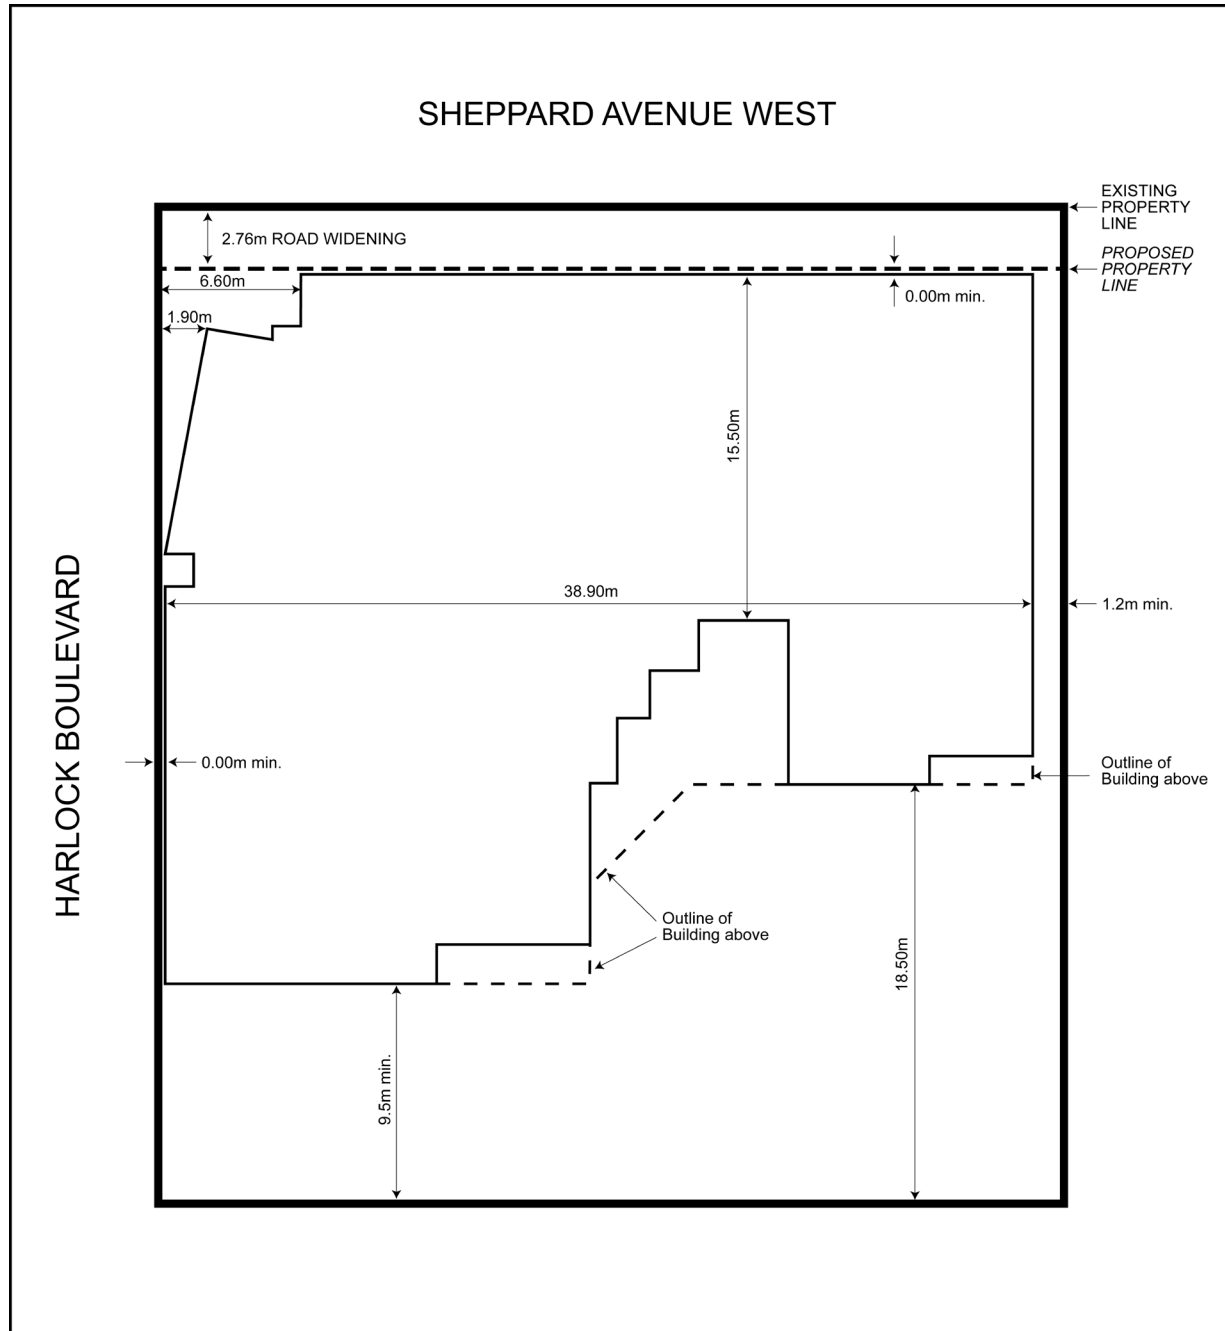 SHEPPARD AVENUE WEST
EXISTING
PROPERTY
LINE
2.76m ROAD WIDENING
PROPOSED
PROPERTY
LINE
6.60m
0.00m min.
1.90m
15.50m
HARLOCK BOULEVARD
38.90m
1.2m min.
0.00m min.
Outline of
Building above
Outline of
Building above
18.50m
9.5m min.